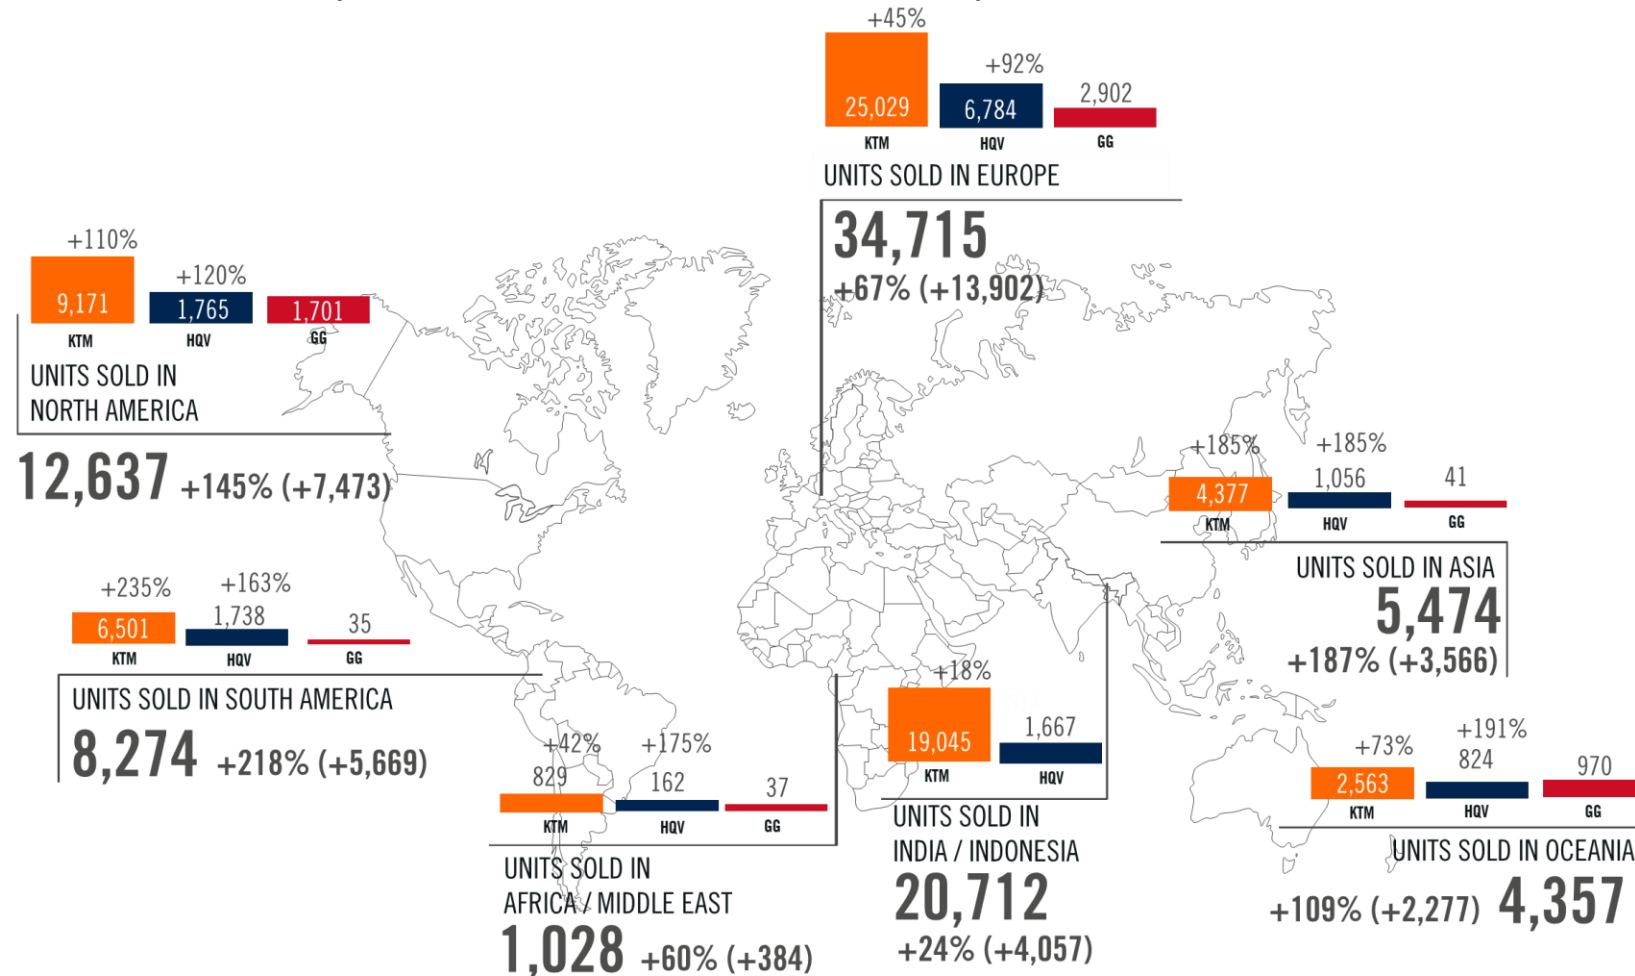 +45%
+92%
25,029
6,784
2,902
KTM
HQV
GG
UNITS SOLD IN EUROPE
34,715
+67% (+13,902)
+110%
+120%
9,171
1,765
1,701
KTM
HQV
GG
UNITS SOLD IN
NORTH AMERICA
12,637 +145% (+7,473)
+185%
+185%
4,377
1,056
41
KTM
HQV
GG
UNITS SOLD IN ASIA
5,474
+187% (+3,566)
+235%
+163%
6,501
1,738
35
KTM
HQV
GG
UNITS SOLD IN SOUTH AMERICA
8,274 +218% (+5,669)
+42%
+175%
829
162
37
KTM
HQV
GG
UNITS SOLD IN
AFRICA / MIDDLE EAST
1,028 +60% (+384)
+18%
19,045
1,667
KTM
HQV
UNITS SOLD IN
INDIA / INDONESIA
20,712
+24% (+4,057)
+73%
+191%
2,563
824
970
KTM
HQV
GG
UNITS SOLD IN OCEANIA
+109% (+2,277) 4,357